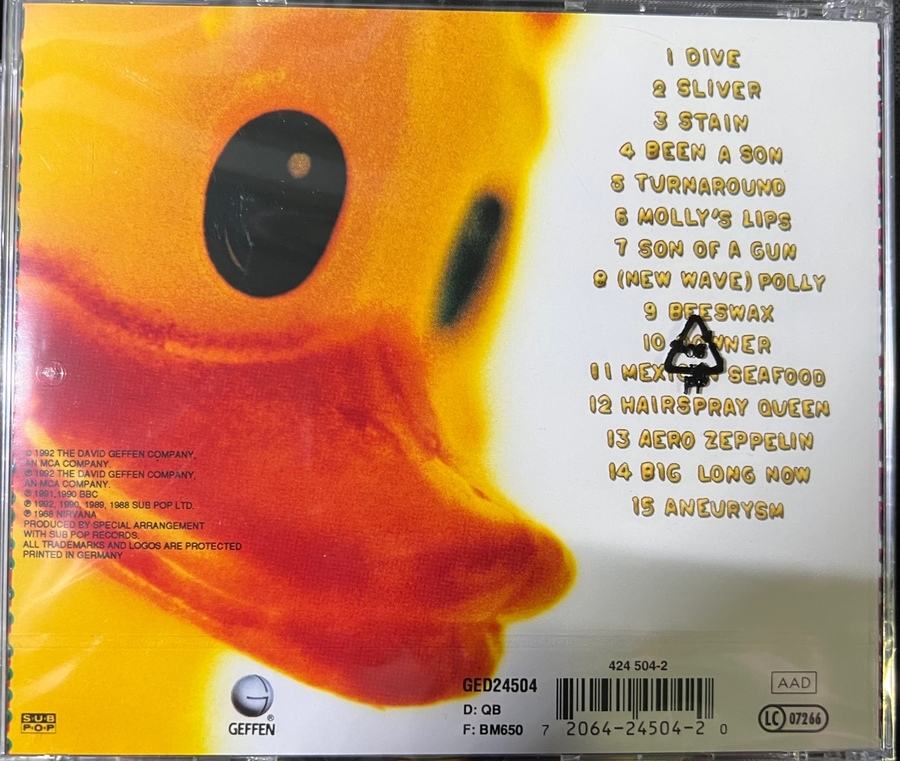 1 DIVE
2 SLIVER
3 STAIN
4 BEEN A SON
5 TURNAROUND
6 MOLLY'S LIPS
7 SON OF A GUN
8 (NEW WAVE) POLLY
9 BEESWAX
10
11 SEAFOOD
12 HAIRSPRAY QUEEN
13 AERO ZEPPELIN
14 BIG LONG NOW
15 ANEURYSM
© 1992 THE DAVID GEFFEN COMPANY,
AN MCA COMPANY.
℗ 1992 THE DAVID GEFFEN COMPANY,
AN MCA COMPANY.
℗ 1991, 1990 BBC
℗ 1992, 1990, 1989, 1988 SUB POP LTD.
℗ 1988 NIRVANA
PRODUCED BY SPECIAL ARRANGEMENT
WITH SUB POP RECORDS.
ALL TRADEMARKS AND LOGOS ARE PROTECTED
PRINTED IN GERMANY
SUB
POP
GEFFEN
®
GED24504
D: QB
F: BM650
424 504-2
7 2064-24504-2 0
AAD
LC 07266